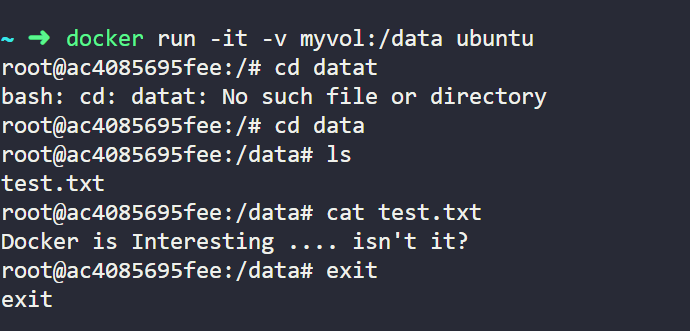 ~ ➜ docker run -it -v myvol:/data ubuntu
root@ac4085695fee:/# cd datat
bash: cd: datat: No such file or directory
root@ac4085695fee:/# cd data
root@ac4085695fee:/data# ls
test.txt
root@ac4085695fee:/data# cat test.txt
Docker is Interesting .... isn't it?
root@ac4085695fee:/data# exit
exit